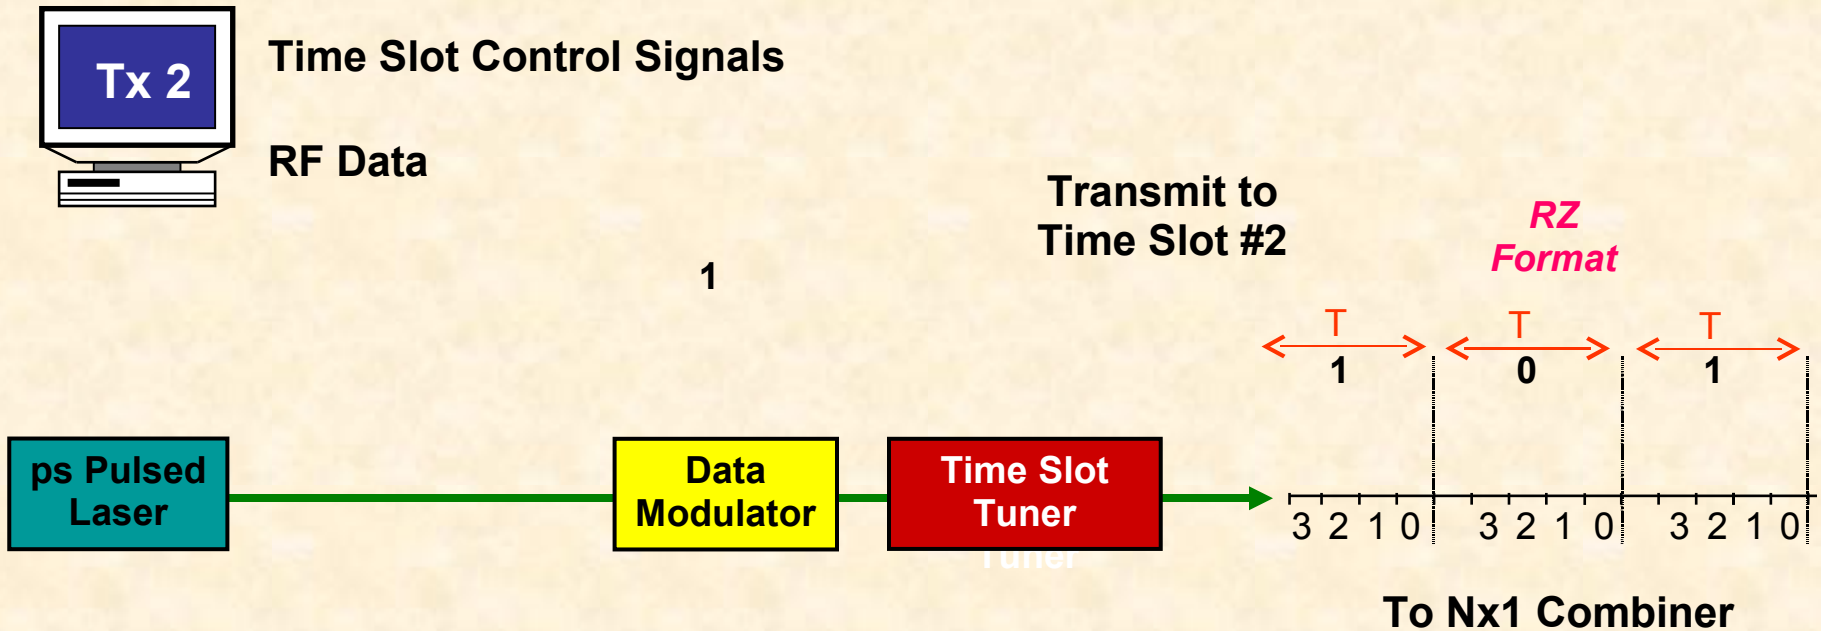 Tx 2
Time Slot Control Signals
RF Data
Transmit to
Time Slot #2
RZ
Format
1
T T T
1 0 1
ps Pulsed
Laser
Data
Modulator
Time Slot
Tuner
Tuner
3 2 1 0 3 2 1 0 3 2 1 0
To Nx1 Combiner